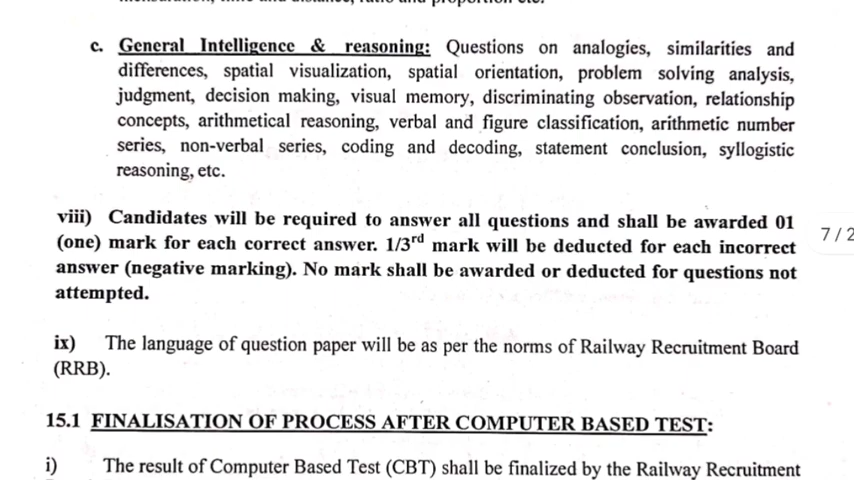 c. General Intelligence & reasoning: Questions on analogies, similarities and
differences, spatial visualization, spatial orientation, problem solving analysis,
judgment, decision making, visual memory, discriminating observation, relationship
concepts, arithmetical reasoning, verbal and figure classification, arithmetic number
series, non-verbal series, coding and decoding, statement conclusion, syllogistic
reasoning, etc.
viii) Candidates will be required to answer all questions and shall be awarded 01
(one) mark for each correct answer. 1/3rd mark will be deducted for each incorrect
answer (negative marking). No mark shall be awarded or deducted for questions not
attempted.
7 / 2
ix) The language of question paper will be as per the norms of Railway Recruitment Board
(RRB).
15.1 FINALISATION OF PROCESS AFTER COMPUTER BASED TEST:
i) The result of Computer Based Test (CBT) shall be finalized by the Railway Recruitment